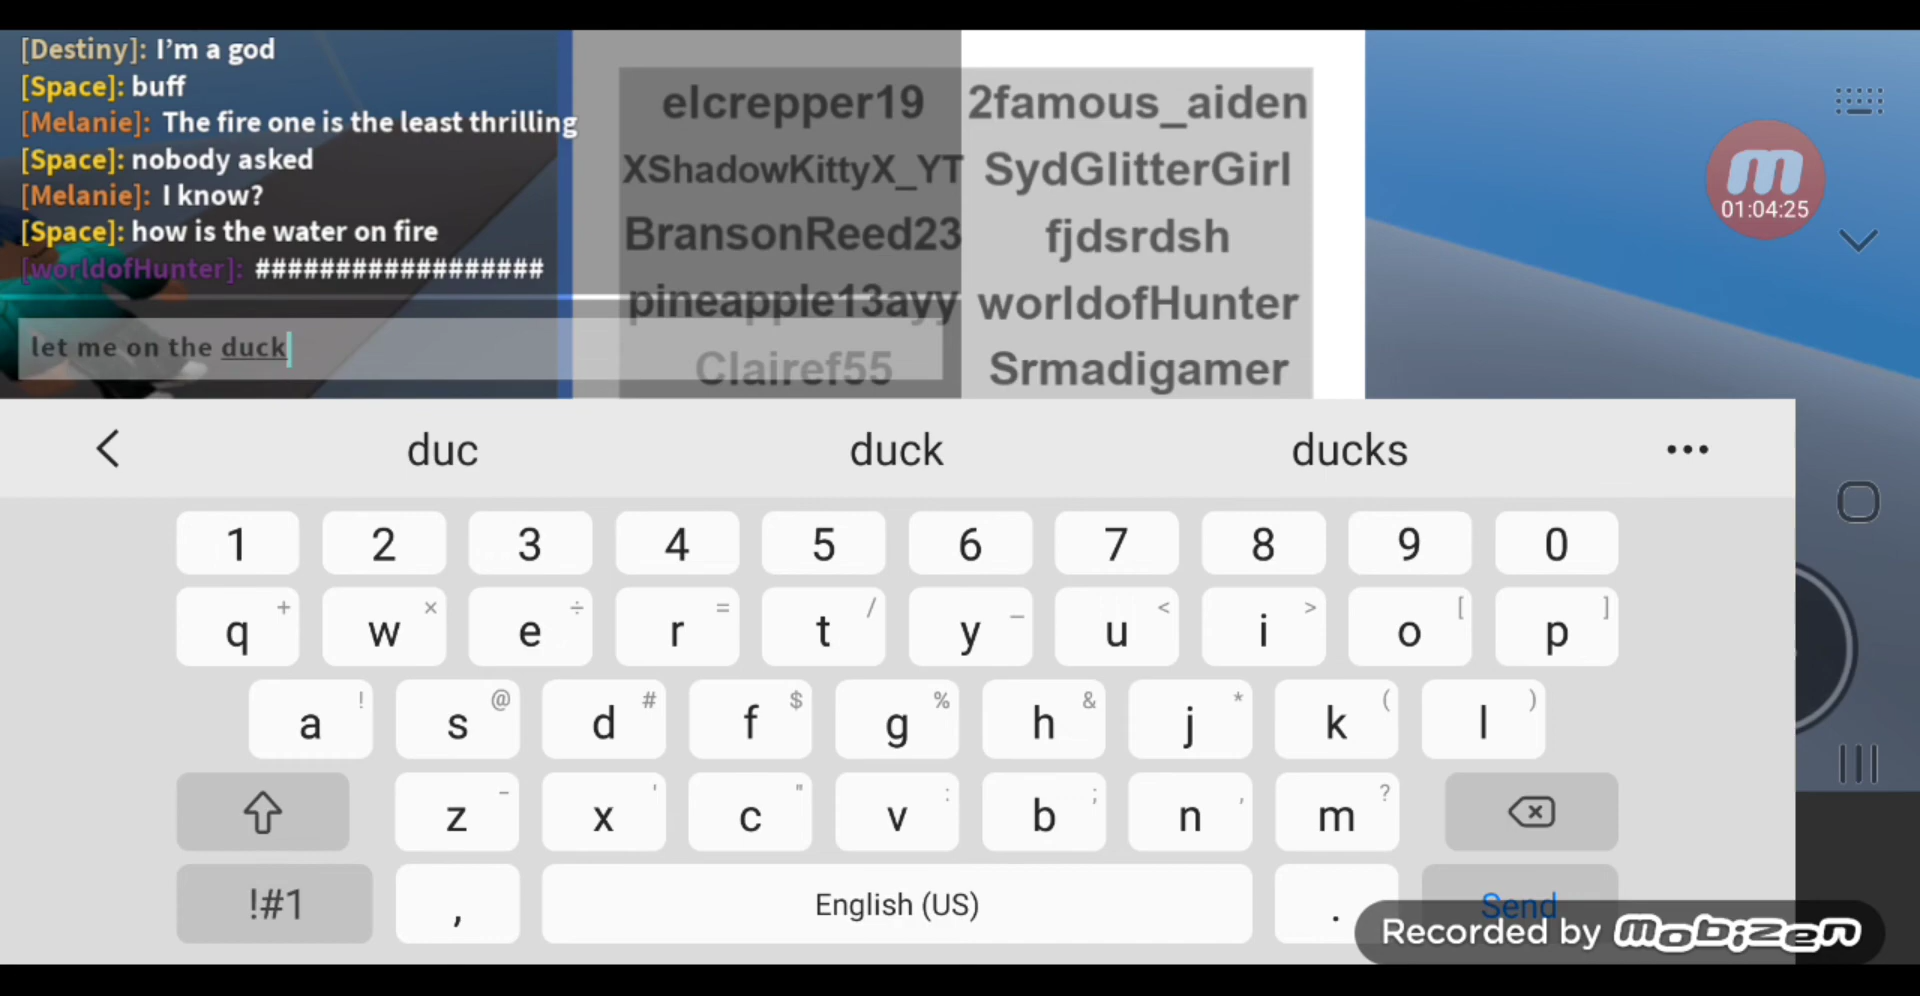 [Destiny]: I'm a god
[Space]: buff
[Melanie]: The fire one is the least thrilling
[Space]: nobody asked
[Melanie]: I know?
[Space]: how is the water on fire
[worldofHunter]: ##################
let me on the duck
elcrepper19 2famous_aiden
XShadowKittyX_YT SydGlitterGirl
BransonReed23 fjdsrdsh
pineapple13ayy worldofHunter
Clairef55 Srmadigamer
01:04:25
duc duck ducks
1 2 3 4 5 6 7 8 9 0
q + w × e ÷ r = t / y _ u < i > o [ p ]
a ! s @ d # f $ g % h & j * k ( l )
z - x ' c " v : b ; n , m ?
!#1 , English (US) . Send
Recorded by mobizen